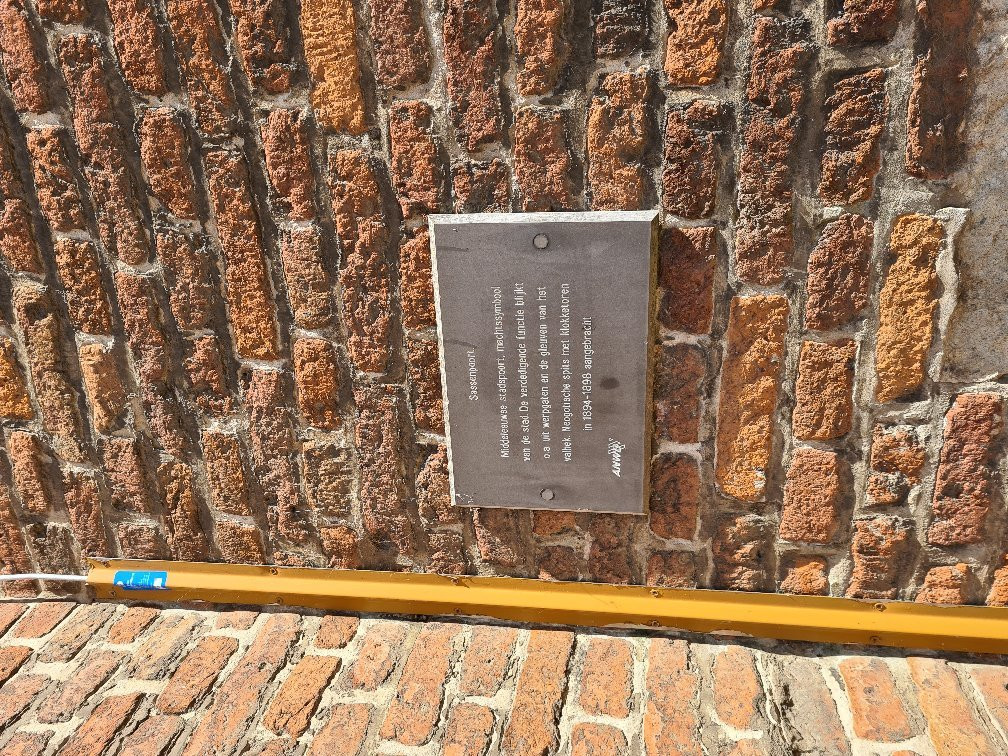 Sassenpoort.
Middeleeuwse stadspoort, machtssymbool
van de stad. De verdedigende functie blijkt
o.a. uit werpgaten en de gleuven van het
valhek. Neogotische spits met klokketoren
in 1894-1898 aangebracht
ANWB